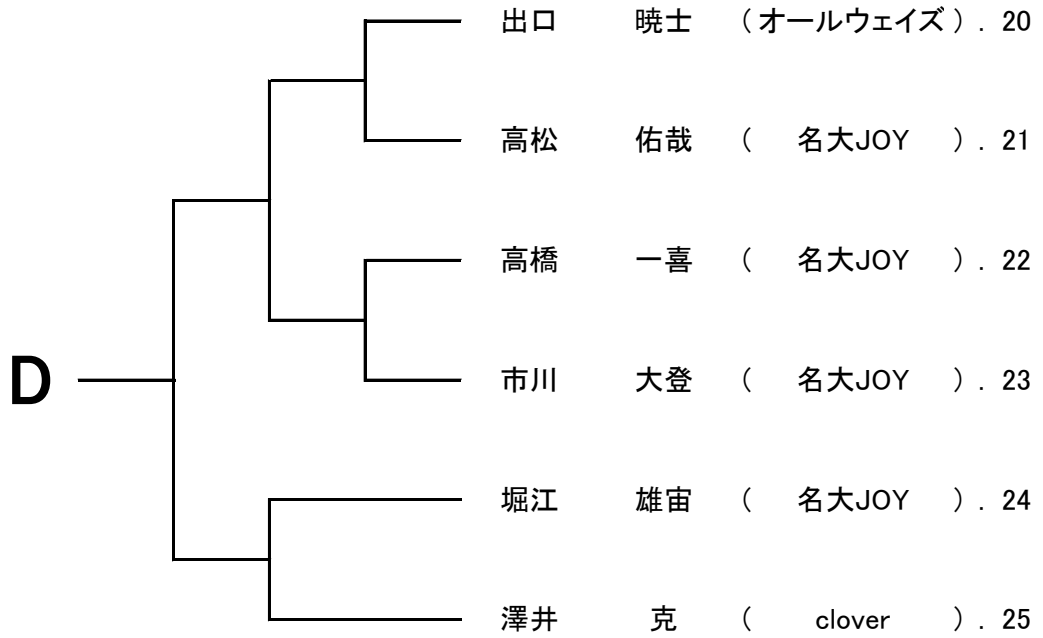 出口 暁士 (オールウェイズ). 20
高松 佑哉 ( 名大JOY ). 21
高橋 一喜 ( 名大JOY ). 22
D
市川 大登 ( 名大JOY ). 23
堀江 雄宙 ( 名大JOY ). 24
澤井 克 ( clover ). 25